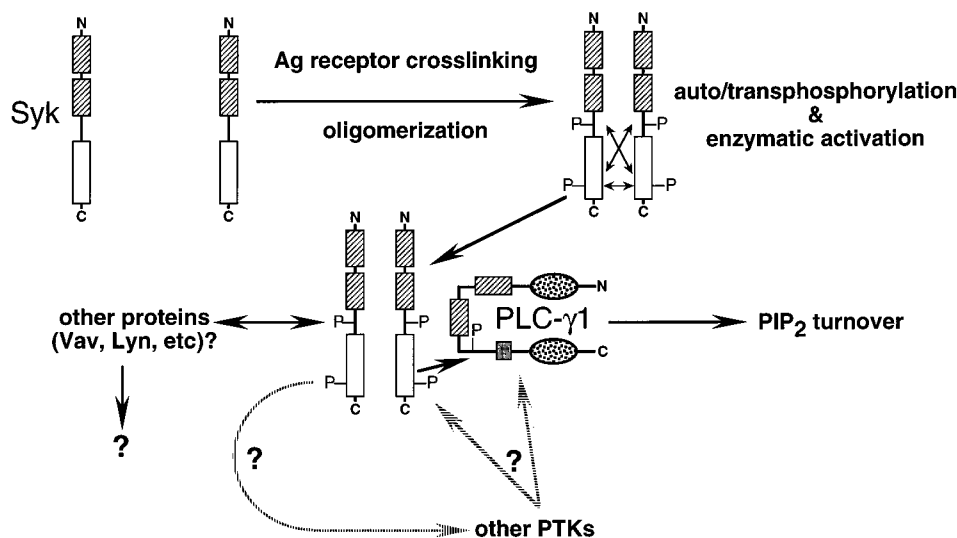 N
N
N
N
Ag receptor crosslinking
oligomerization
Syk
auto/transphosphorylation
&
enzymatic activation
P
P
P
P
C
C
C
C
N
N
N
PLC-γ1
PIP2 turnover
other proteins
(Vav, Lyn, etc)?
P
P
P
P
P
C
C
C
?
?
?
other PTKs